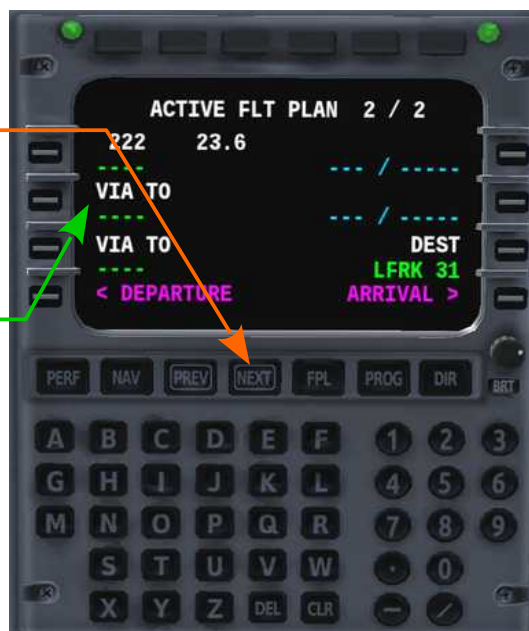 ACTIVE FLT PLAN 2 / 2
222 23.6
---- --- / -----
VIA TO
---- --- / -----
VIA TO DEST
---- LFRK 31
< DEPARTURE ARRIVAL >
PERF NAV PREV NEXT FPL PROG DIR BRT
A B C D E F 1 2 3
G H I J K L 4 5 6
M N O P Q R 7 8 9
S T U V W · 0
X Y Z DEL CLR - /